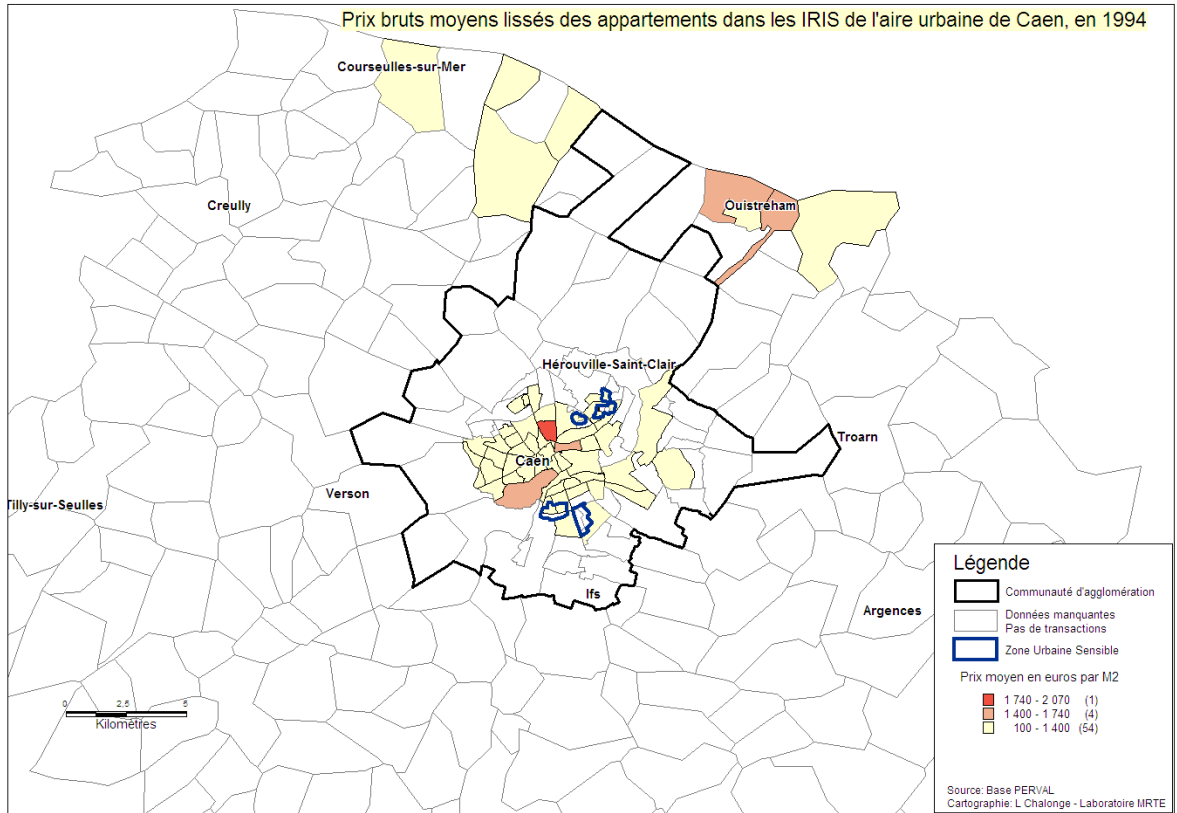 Prix bruts moyens lissés des appartements dans les IRIS de l'aire urbaine de Caen, en 1994
Courseulles-sur-Mer
Creully
Ouistreham
Hérouville-Saint-Clair
Troarn
Caen
Verson
Tilly-sur-Seulles
Ifs
Argences
0 2.5 5
Kilomètres
Légende
Communauté d'agglomération
Données manquantes
Pas de transactions
Zone Urbaine Sensible
Prix moyen en euros par M2
1 740 - 2 070 (1)
1 400 - 1 740 (4)
100 - 1 400 (54)
Source: Base PERVAL
Cartographie: L Chalonge - Laboratoire MRTE